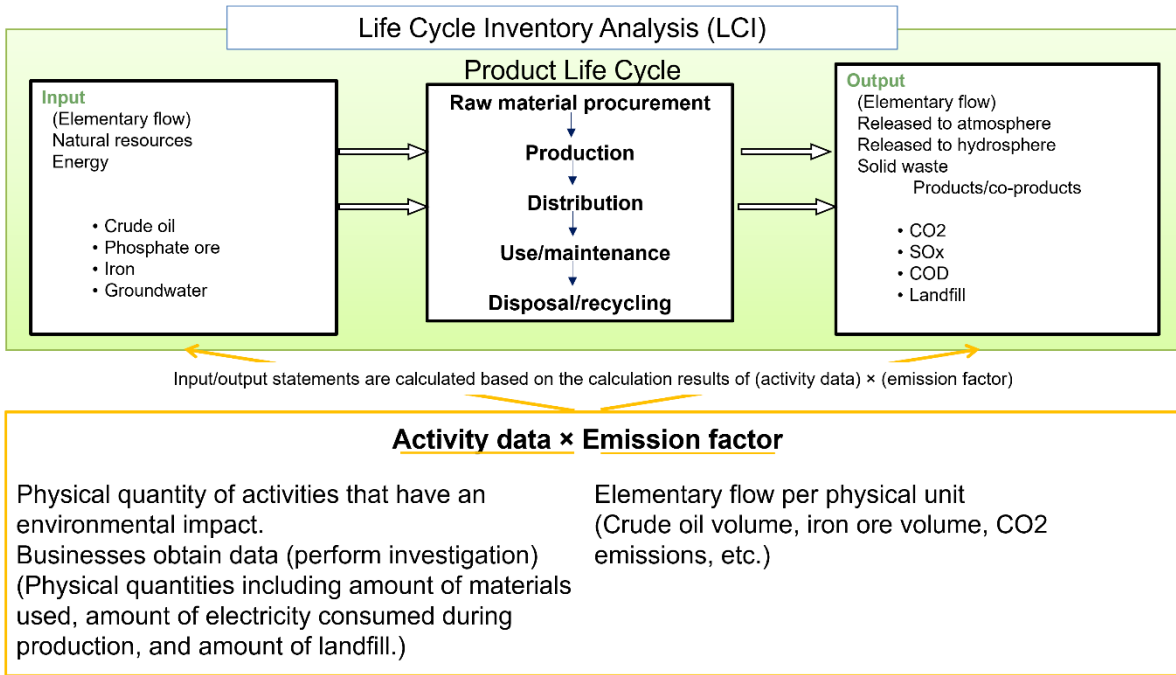 Life Cycle Inventory Analysis (LCI)
Product Life Cycle
Input
(Elementary flow)
Natural resources
Energy
• Crude oil
• Phosphate ore
• Iron
• Groundwater
Raw material procurement
Production
Distribution
Use/maintenance
Disposal/recycling
Output
(Elementary flow)
Released to atmosphere
Released to hydrosphere
Solid waste
Products/co-products
• CO2
• SOx
• COD
• Landfill
Input/output statements are calculated based on the calculation results of (activity data) × (emission factor)
Activity data × Emission factor
Physical quantity of activities that have an
environmental impact.
Businesses obtain data (perform investigation)
(Physical quantities including amount of materials
used, amount of electricity consumed during
production, and amount of landfill.)
Elementary flow per physical unit
(Crude oil volume, iron ore volume, CO2
emissions, etc.)